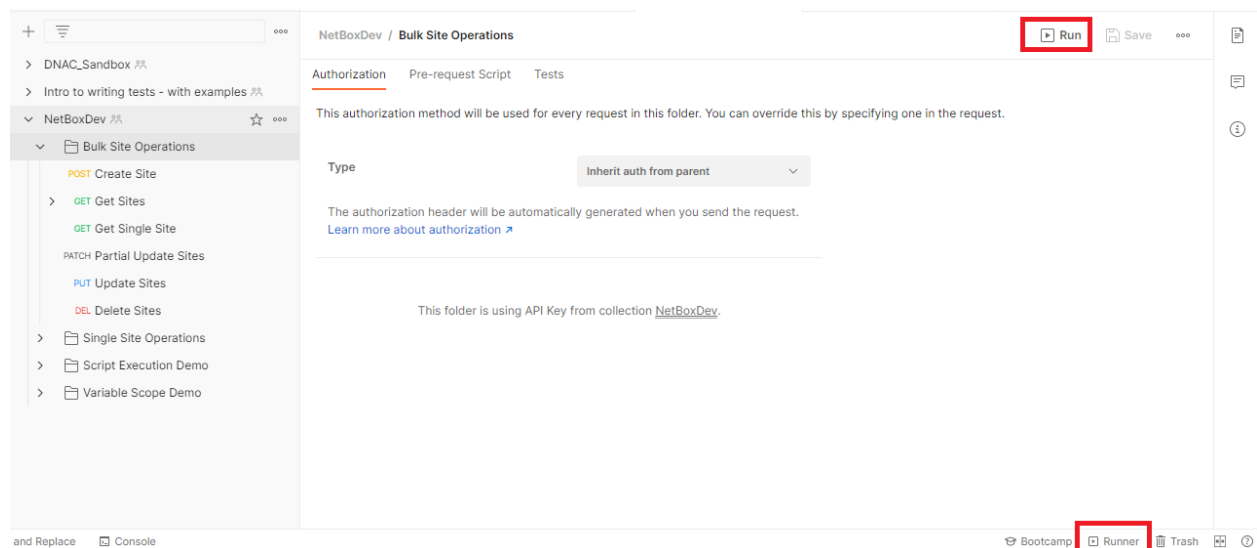 NetBoxDev / Bulk Site Operations
Run
Save
DNAC_Sandbox
Intro to writing tests - with examples
NetBoxDev
Bulk Site Operations
POST Create Site
GET Get Sites
GET Get Single Site
PATCH Partial Update Sites
PUT Update Sites
DEL Delete Sites
Single Site Operations
Script Execution Demo
Variable Scope Demo
Authorization Pre-request Script Tests
This authorization method will be used for every request in this folder. You can override this by specifying one in the request.
Type
Inherit auth from parent
The authorization header will be automatically generated when you send the request.
Learn more about authorization ↗
This folder is using API Key from collection NetBoxDev.
and Replace Console
Bootcamp Runner Trash